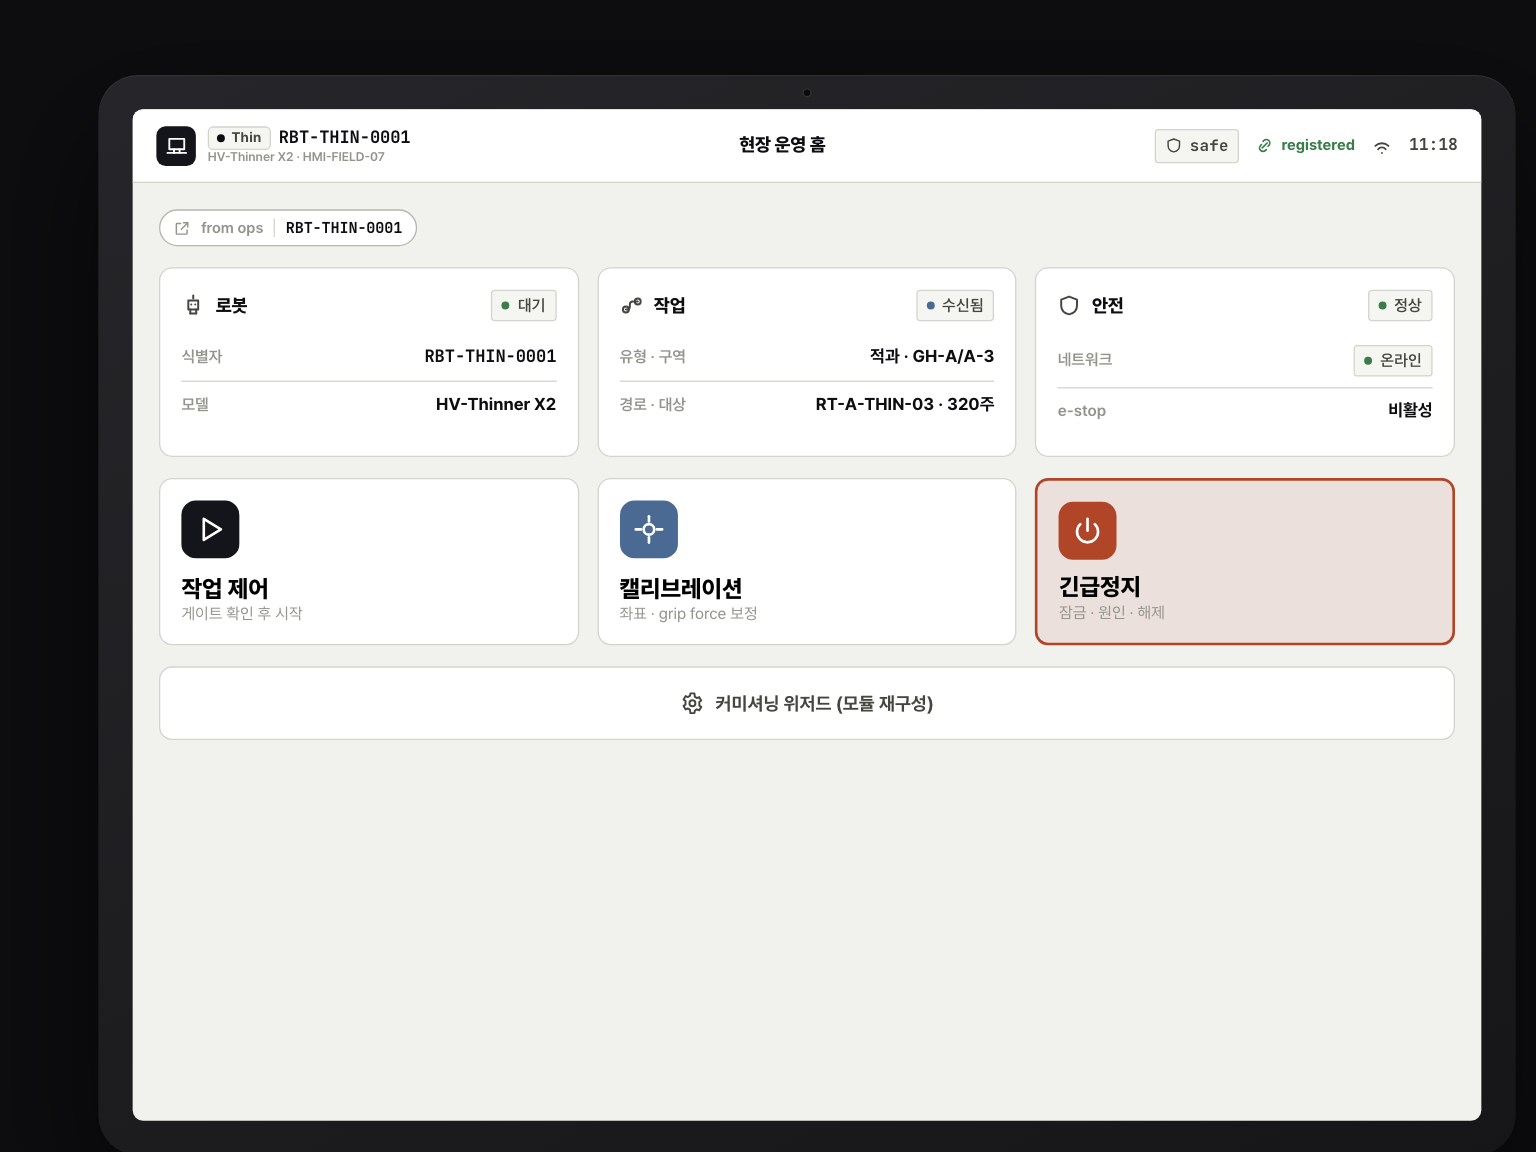 Thin RBT-THIN-0001
HV-Thinner X2 · HMI-FIELD-07
현장 운영 홈
safe
registered
11:18
from ops RBT-THIN-0001
로봇 대기
식별자 RBT-THIN-0001
모델 HV-Thinner X2
작업 수신됨
유형 · 구역 적과 · GH-A/A-3
경로 · 대상 RT-A-THIN-03 · 320주
안전 정상
네트워크 온라인
e-stop 비활성
작업 제어
게이트 확인 후 시작
캘리브레이션
좌표 · grip force 보정
긴급정지
잠금 · 원인 · 해제
커미셔닝 위저드 (모듈 재구성)